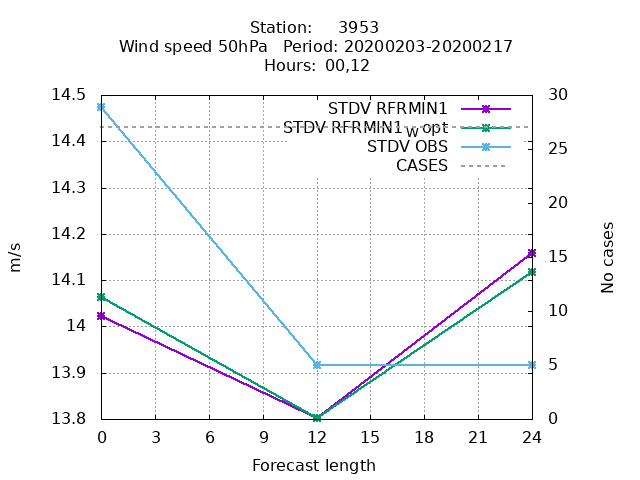 Station: 3953
Wind speed 50hPa Period: 20200203-20200217
Hours: 00,12
14.5
14.4
14.3
14.2
14.1
14
13.9
13.8
30
25
20
15
10
5
0
STDV RFRMIN1
STDV RFRMIN1_w opt
STDV OBS
CASES
m/s
No cases
0 3 6 9 12 15 18 21 24
Forecast length